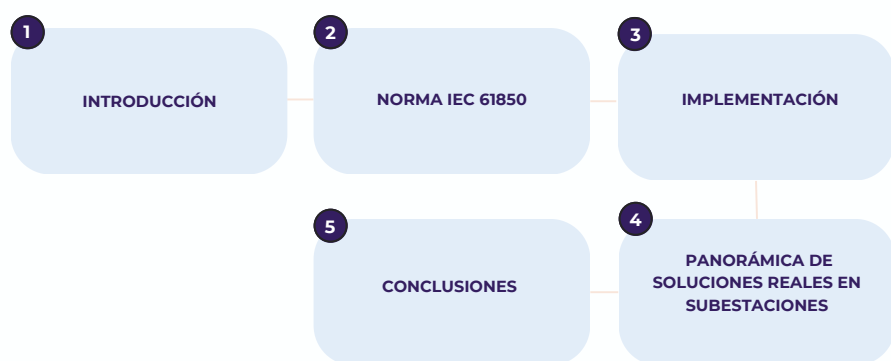 1
INTRODUCCIÓN
2
NORMA IEC 61850
3
IMPLEMENTACIÓN
4
PANORÁMICA DE
SOLUCIONES REALES EN
SUBESTACIONES
5
CONCLUSIONES